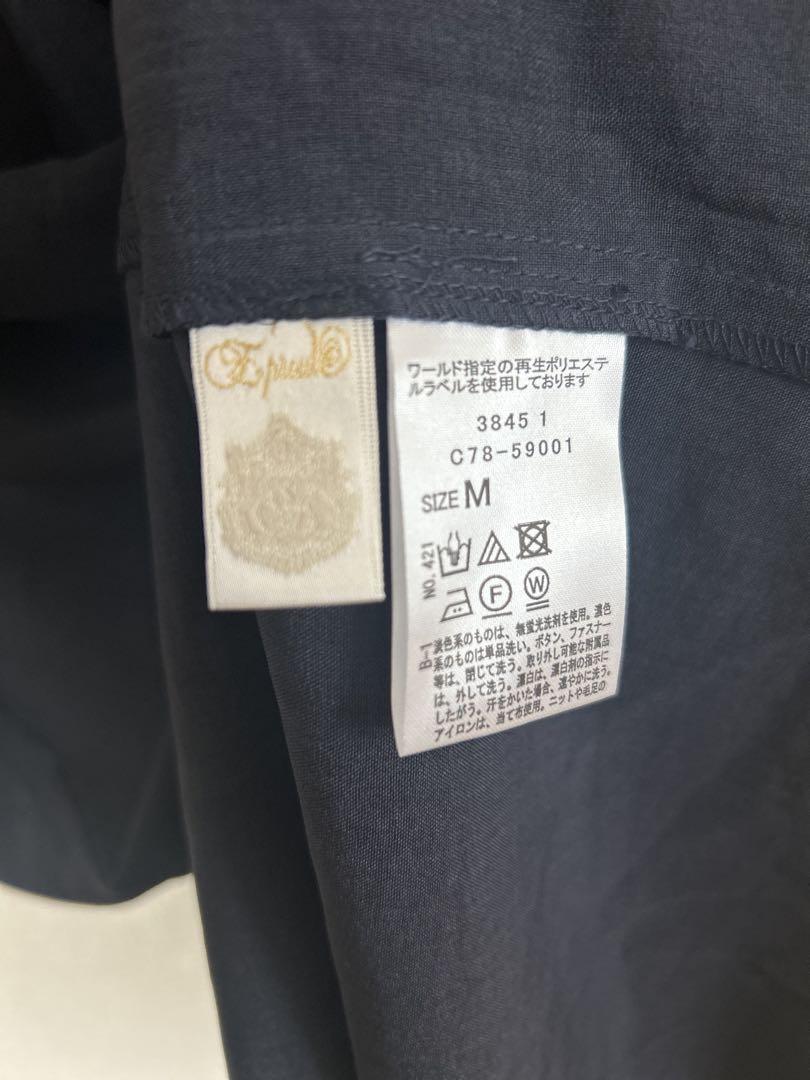 Eprouve
ワールド指定の再生ポリエステ
ルラベルを使用しております
3845 1
C78-59001
SIZE M
NO. 421
F
W
B-1
淡色系のものは、無蛍光洗剤を使用。濃色
系のものは単品洗い。ボタン、ファスナー
等は、閉じて洗う。取り外し可能な附属品
は、外して洗う。漂白は、漂白剤の指示に
したがう。汗をかいた場合、速やかに洗う。
アイロンは、当て布使用。ニットや毛足の